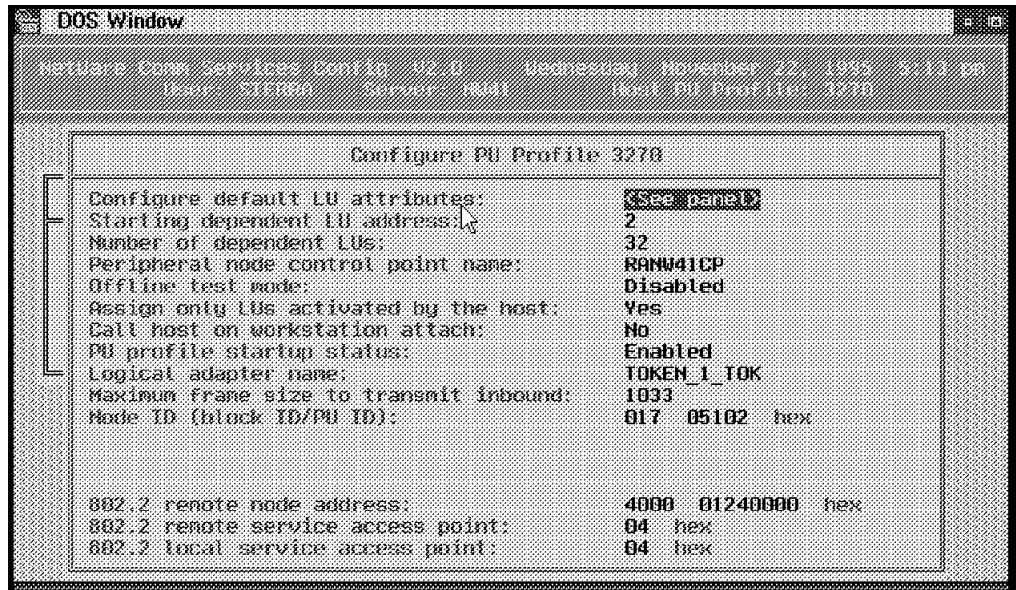 DOS Window
NetWare Comm Services Config V2.0 Wednesday November 22, 1995 5:13 pm
User: SIERRA Server: NW41 Host PU Profile: 3270
Configure PU Profile 3270
Configure default LU attributes: <see panel>
Starting dependent LU address: 2
Number of dependent LUs: 32
Peripheral node control point name: RANW41CP
Offline test mode: Disabled
Assign only LUs activated by the host: Yes
Call host on workstation attach: No
PU profile startup status: Enabled
Logical adapter name: TOKEN_1_TOK
Maximum frame size to transmit inbound: 1033
Node ID (block ID/PU ID): 017 05102 hex
802.2 remote node address: 4000 01240000 hex
802.2 remote service access point: 04 hex
802.2 local service access point: 04 hex